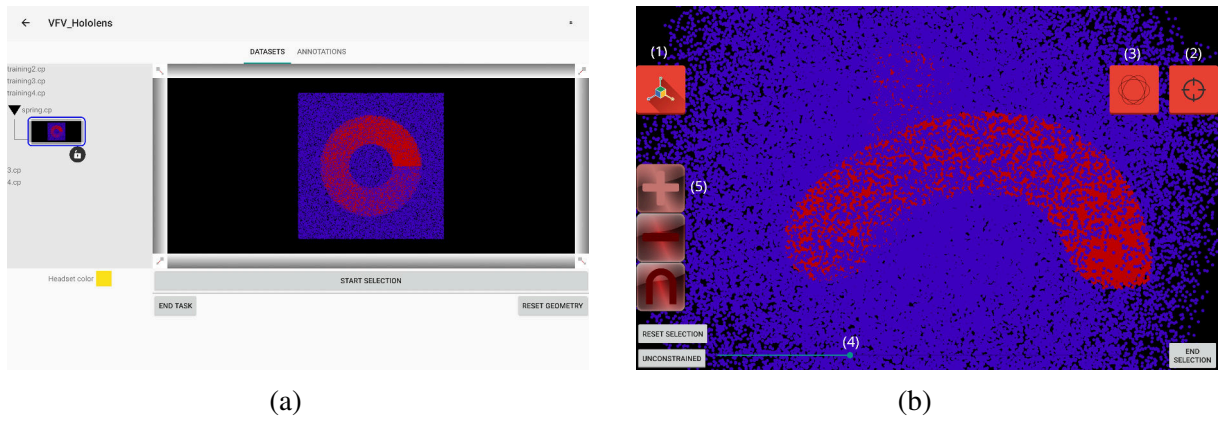 VFV_Hololens
DATASETS ANNOTATIONS
training2.cp
training3.cp
training4.cp
spring.cp
3.cp
4.cp
Headset color
START SELECTION
END TASK
RESET GEOMETRY
(a)
(1)
(3)
(2)
(5)
(4)
RESET SELECTION
UNCONSTRAINED
END
SELECTION
(b)